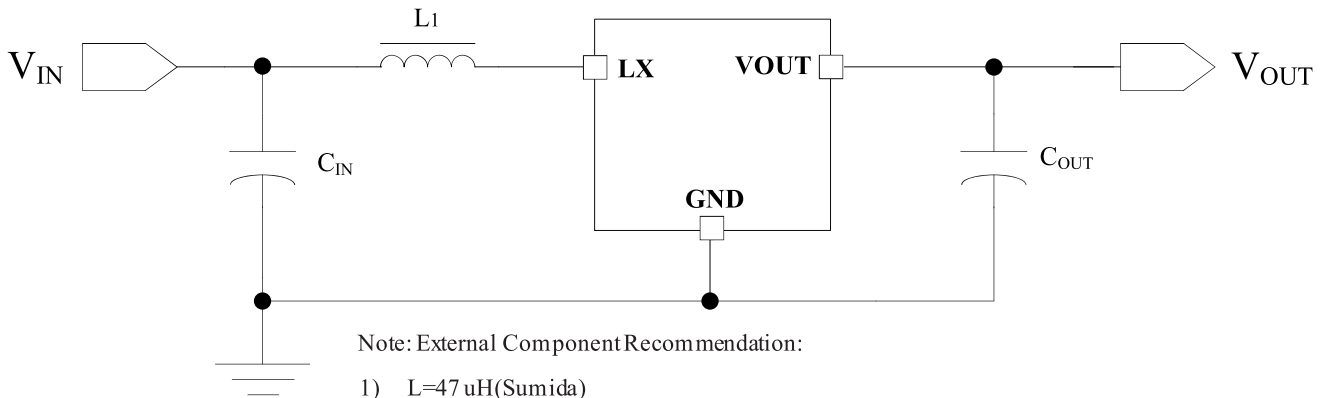 L1
VIN
LX
VOUT
VOUT
CIN
COUT
GND
Note: External Component Recommendation:
1) L=47 uH(Sumida)